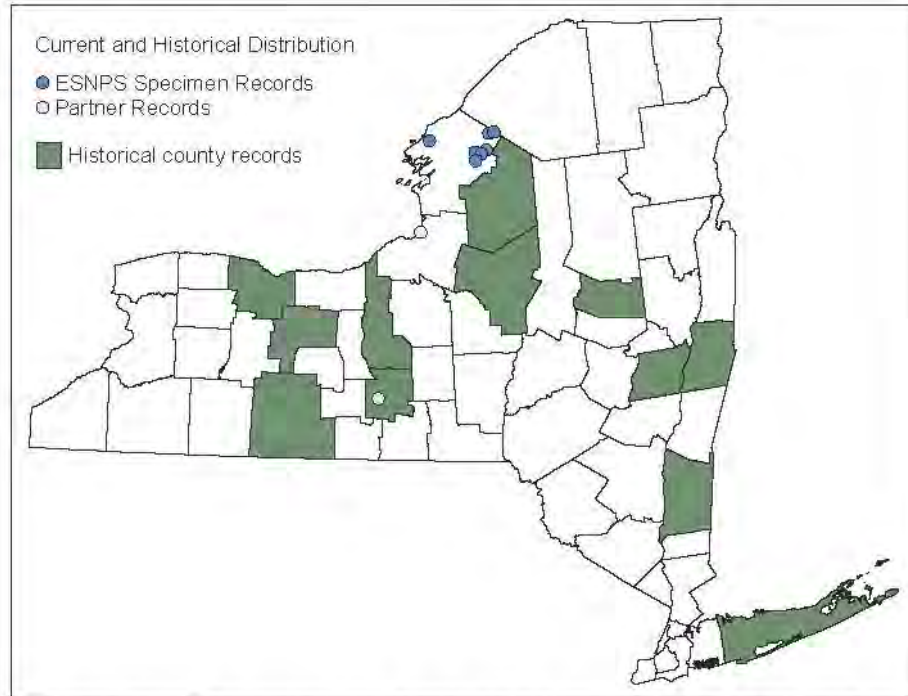 Current and Historical Distribution
ESNPS Specimen Records
Partner Records
Historical county records